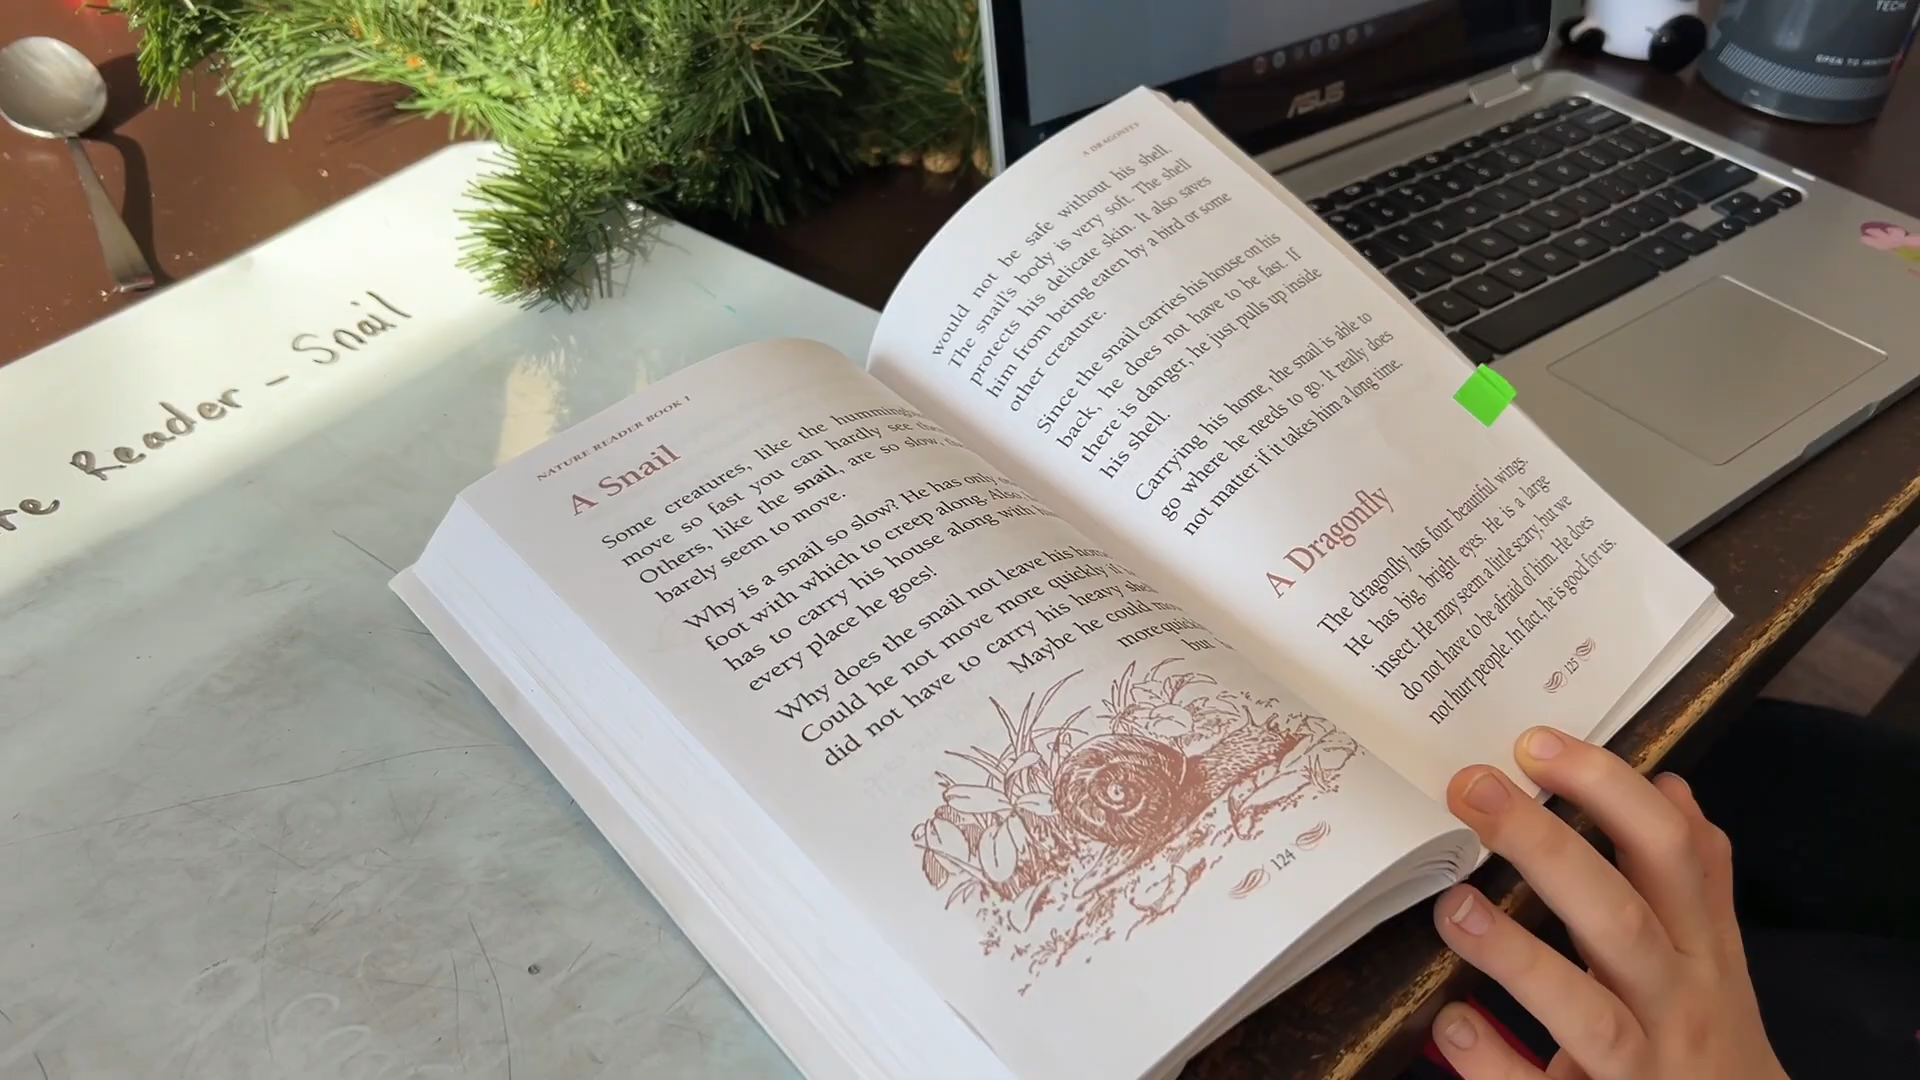 TECH
ASUS
re Reader - Snail
NATURE READER BOOK 1
A Snail
Some creatures, like the
move so fast you can hardly see
Others, like the snail, are so slow,
barely seem to move.
Why is a snail so slow? He has only
foot with which to creep along. Also
has to carry his house along with
every place he goes!
Why does the snail not leave his
Could he not move more quickly
did not have to carry his heavy
Maybe he could
more
but
124
A DRAGONFLY
would not be safe without his shell.
The snail's body is very soft. The shell
protects his delicate skin. It also saves
him from being eaten by a bird or some
other creature.
Since the snail carries his house on his
back, he does not have to be fast. If
there is danger, he just pulls up inside
his shell.
Carrying his home, the snail is able to
go where he needs to go. It really does
not matter if it takes him a long time.
A Dragonfly
The dragonfly has four beautiful wings.
He has big, bright eyes. He is a large
insect. He may seem a little scary, but we
do not have to be afraid of him. He does
not hurt people. In fact, he is good for us.
125